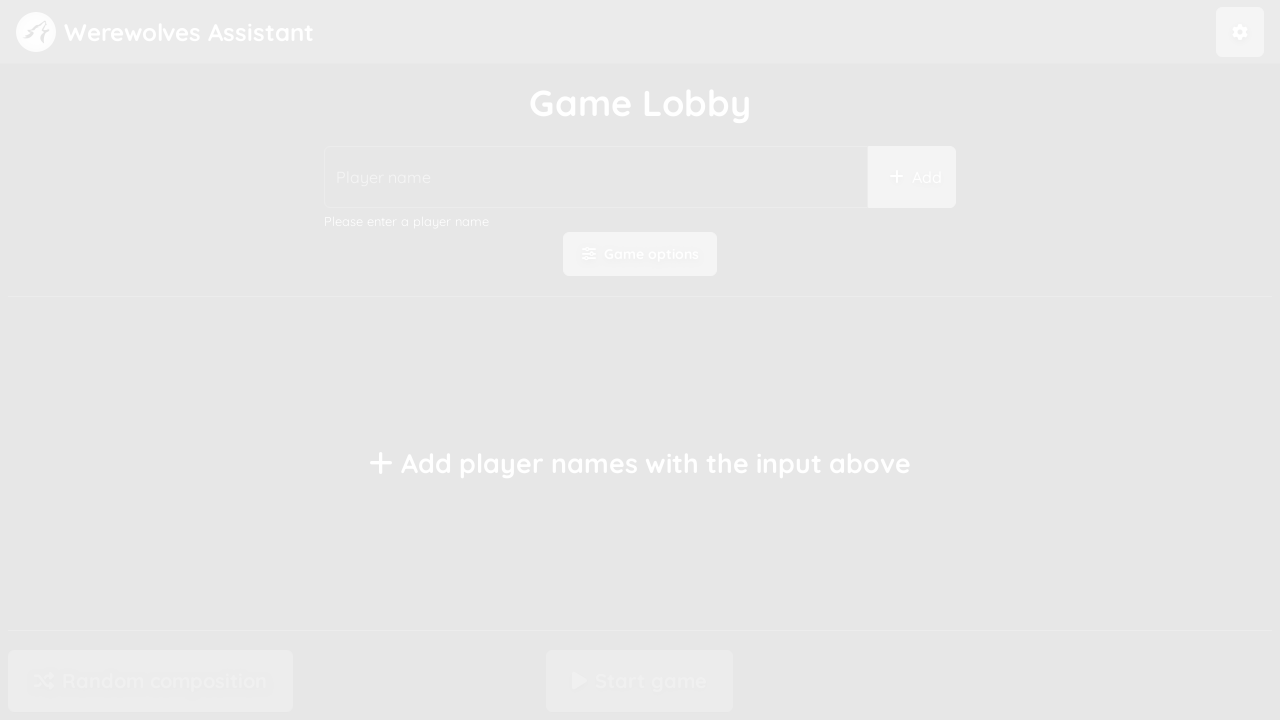 Werewolves Assistant
Game Lobby
Player name
Add
Please enter a player name
Game options
Add player names with the input above
Random composition
Start game